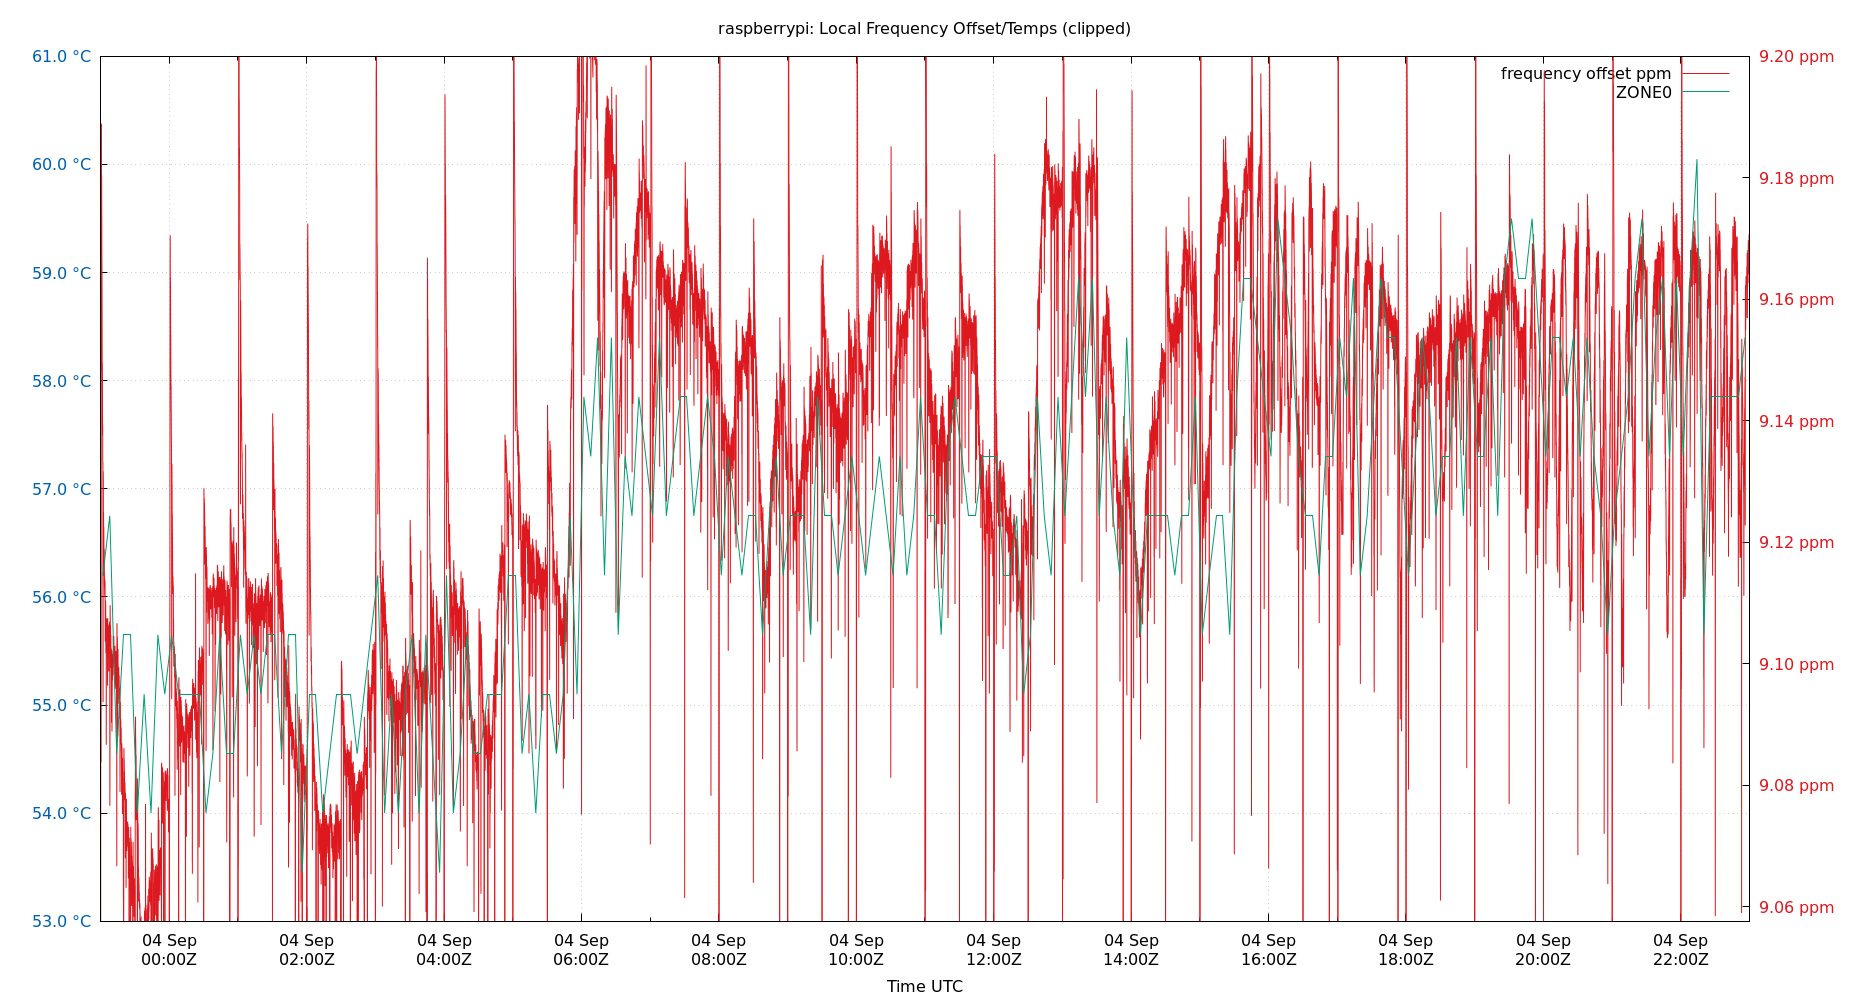 raspberrypi: Local Frequency Offset/Temps (clipped)
61.0 °C
60.0 °C
59.0 °C
58.0 °C
57.0 °C
56.0 °C
55.0 °C
54.0 °C
53.0 °C
9.20 ppm
9.18 ppm
9.16 ppm
9.14 ppm
9.12 ppm
9.10 ppm
9.08 ppm
9.06 ppm
frequency offset ppm
ZONE0
04 Sep 04 Sep 04 Sep 04 Sep 04 Sep 04 Sep 04 Sep 04 Sep 04 Sep 04 Sep 04 Sep 04 Sep
00:00Z 02:00Z 04:00Z 06:00Z 08:00Z 10:00Z 12:00Z 14:00Z 16:00Z 18:00Z 20:00Z 22:00Z
Time UTC